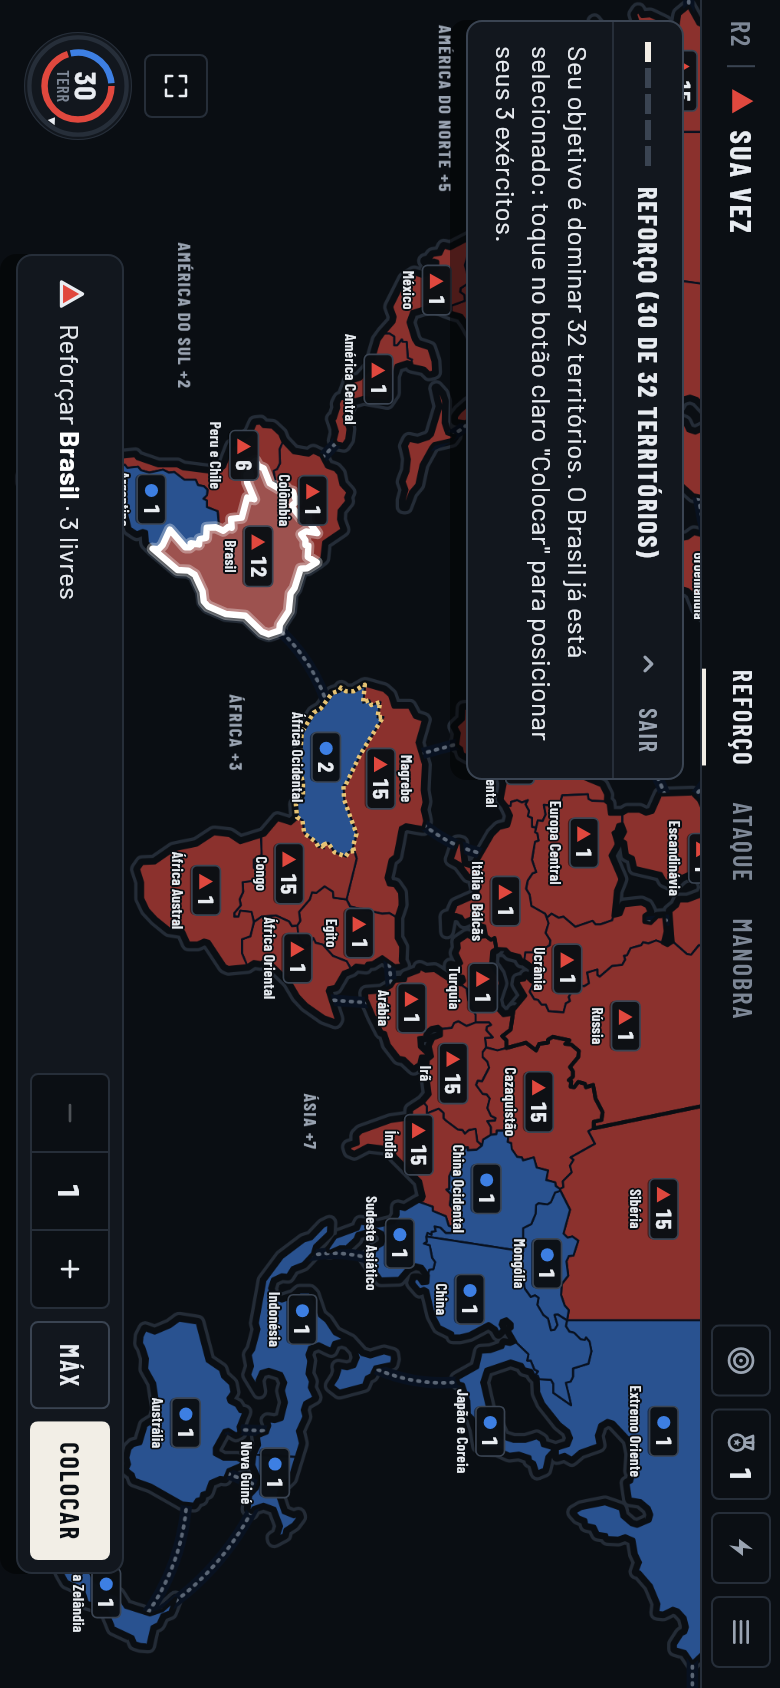 R2
SUA VEZ
REFORÇO
ATAQUE
MANOBRA
1
REFORÇO (30 DE 32 TERRITÓRIOS)
SAIR
Seu objetivo é dominar 32 territórios. O Brasil já está
selecionado: toque no botão claro "Colocar" para posicionar
seus 3 exércitos.
15
AMÉRICA DO NORTE +5
1
México
1
América Central
AMÉRICA DO SUL +2
1
Colômbia
6
Peru e Chile
12
Brasil
1
Argentina
Groenlândia
ÁFRICA +3
15
Magrebe
2
África Ocidental
15
Congo
1
Egito
1
África Oriental
1
África Austral
ental
1
Europa Central
Escandinávia
1
Itália e Bálcãs
1
Ucrânia
1
Rússia
1
Turquia
1
Arábia
15
Irã
15
Cazaquistão
15
Índia
15
Sibéria
ÁSIA +7
1
China Ocidental
1
Mongólia
1
China
1
Sudeste Asiático
1
Extremo Oriente
1
Japão e Coreia
1
Indonésia
1
Nova Guiné
1
Austrália
1
a Zelândia
30
TERR
Reforçar Brasil · 3 livres
−
1
+
MÁX
COLOCAR